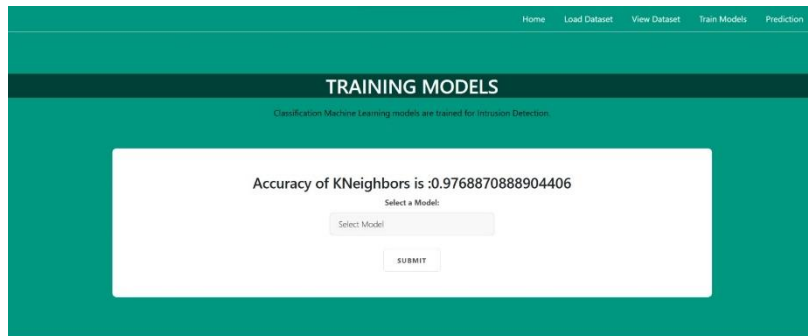 Home Load Dataset View Dataset Train Models Prediction
TRAINING MODELS
Classification Machine Learning models are trained for Intrusion Detection.
Accuracy of KNeighbors is :0.9768870888904406
Select a Model:
Select Model
SUBMIT